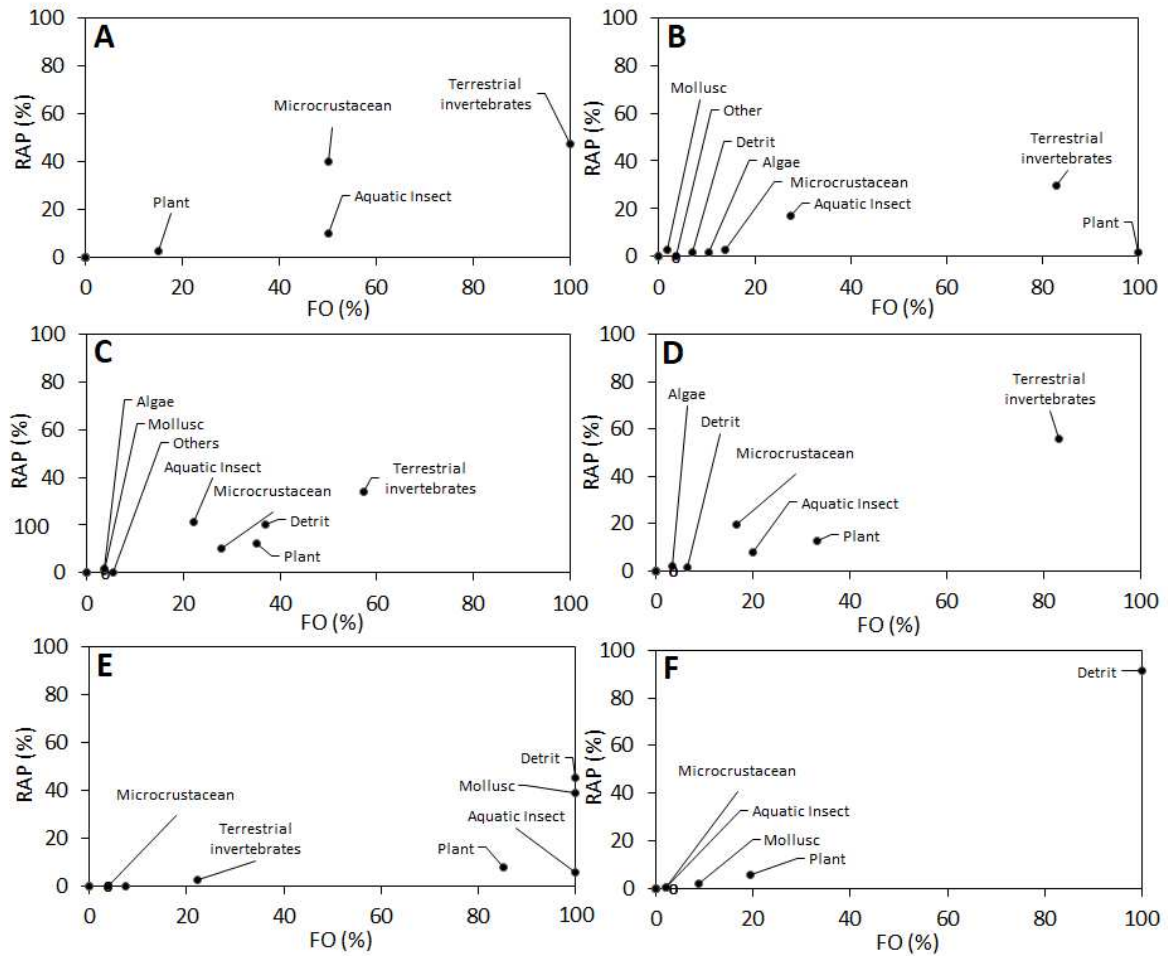 A
100
80
60
40
20
0
RAP (%)
Terrestrial
invertebrates
Microcrustacean
Aquatic Insect
Plant
0 20 40 60 80 100
FO (%)
B
100
80
60
40
20
0
RAP (%)
Mollusc
Other
Detrit
Algae
Microcrustacean
Aquatic Insect
Terrestrial
invertebrates
Plant
0 20 40 60 80 100
FO (%)
C
100
80
60
40
100
0
RAP (%)
Algae
Mollusc
Others
Aquatic Insect
Microcrustacean
Terrestrial
invertebrates
Detrit
Plant
0 20 40 60 80 100
FO (%)
D
100
80
60
40
20
0
RAP (%)
Algae
Detrit
Microcrustacean
Aquatic Insect
Plant
Terrestrial
invertebrates
0 20 40 60 80 100
FO (%)
E
100
80
60
40
20
0
RAP (%)
Microcrustacean
Terrestrial
invertebrates
Detrit
Mollusc
Aquatic Insect
Plant
0 20 40 60 80 100
FO (%)
F
100
80
60
40
20
0
RAP (%)
Detrit
Microcrustacean
Aquatic Insect
Mollusc
Plant
0 20 40 60 80 100
FO (%)